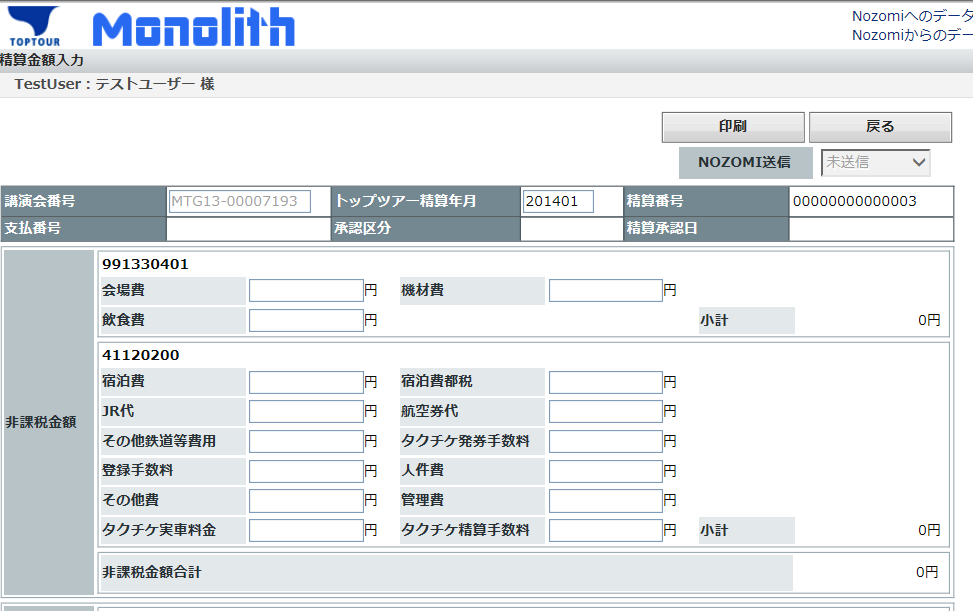 TOPTOUR
Monolith
Nozomiへのデータ
Nozomiからのデー
精算金額入力
TestUser : テストユーザー 様
印刷 戻る
NOZOMI送信 未送信
講演会番号 MTG13-00007193 トップツアー精算年月 201401 精算番号 00000000000003
支払番号 承認区分 精算承認日
991330401
会場費 円 機材費 円
飲食費 円 小計 0円
41120200
宿泊費 円 宿泊費都税 円
JR代 円 航空券代 円
非課税金額
その他鉄道等費用 円 タクチケ発券手数料 円
登録手数料 円 人件費 円
その他費 円 管理費 円
タクチケ実車料金 円 タクチケ精算手数料 円 小計 0円
非課税金額合計 0円